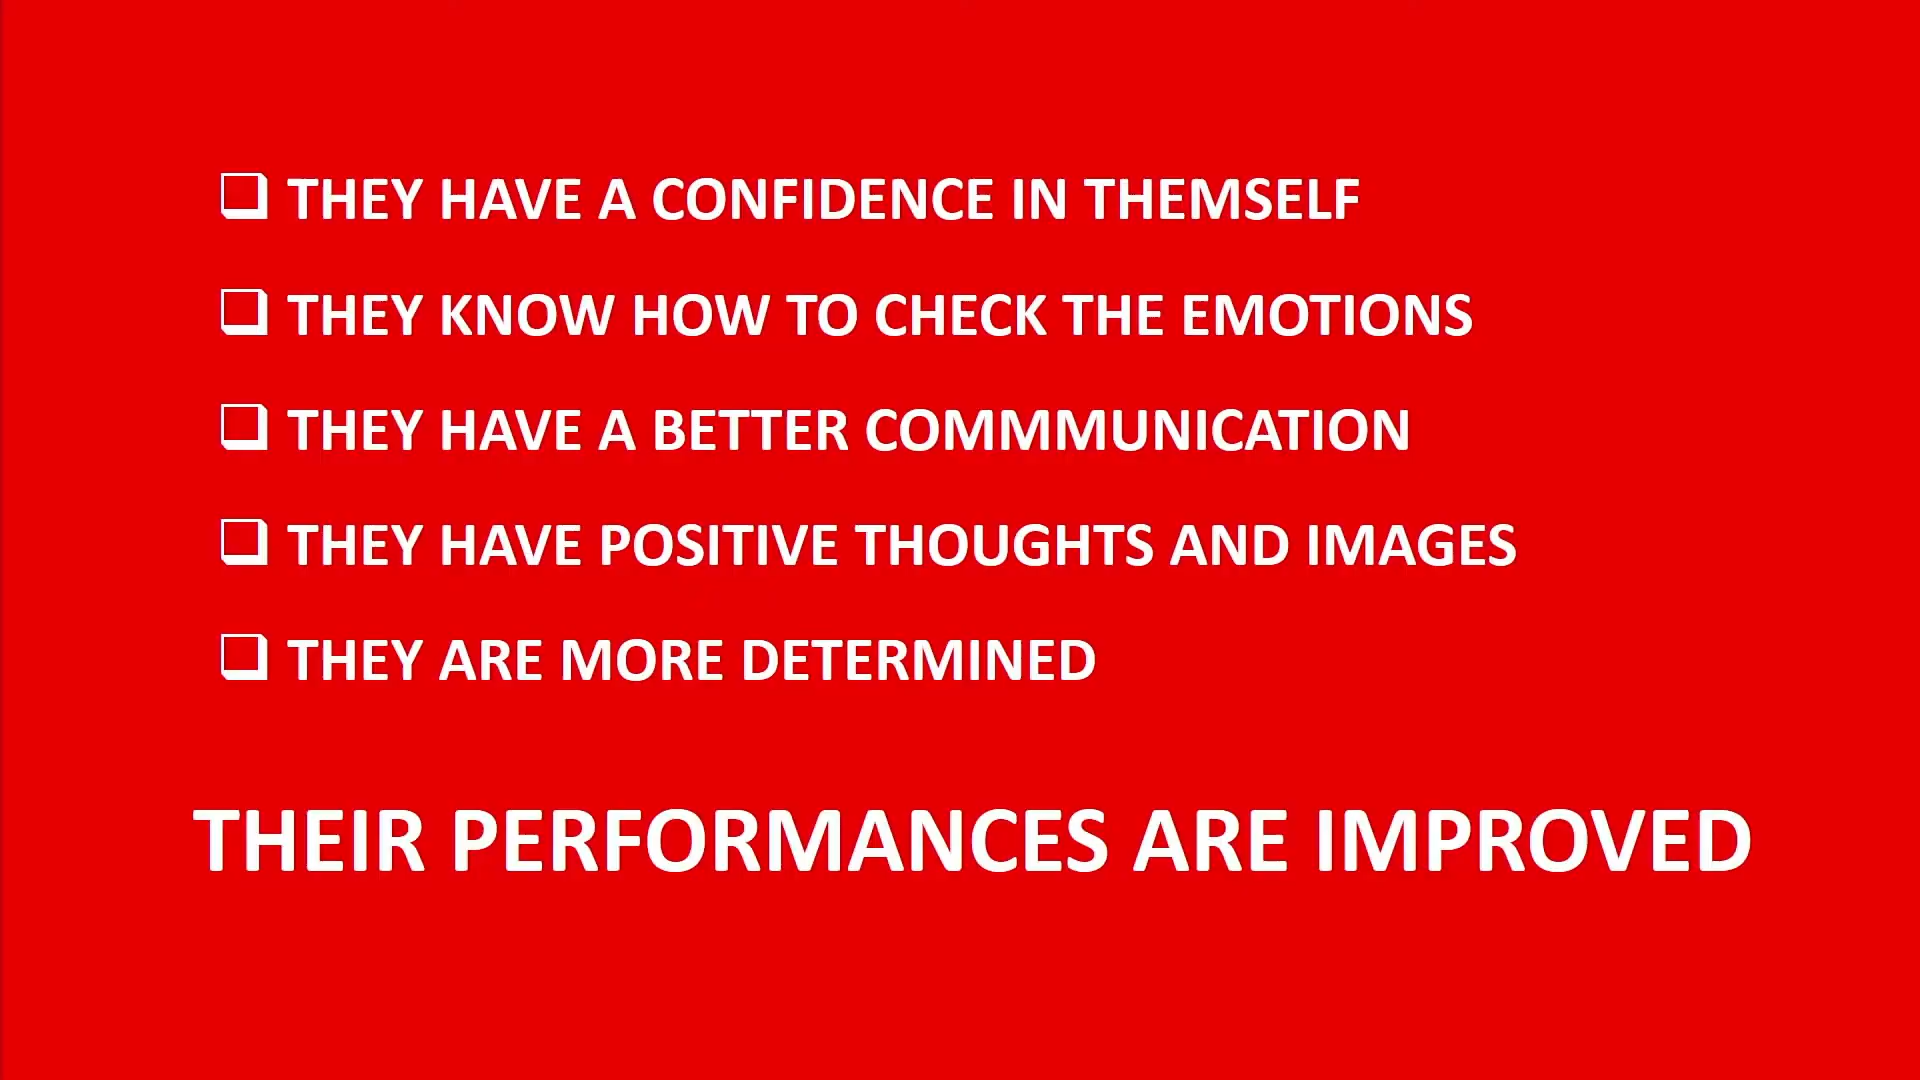 ❑ THEY HAVE A CONFIDENCE IN THEMSELF
❑ THEY KNOW HOW TO CHECK THE EMOTIONS
❑ THEY HAVE A BETTER COMMMUNICATION
❑ THEY HAVE POSITIVE THOUGHTS AND IMAGES
❑ THEY ARE MORE DETERMINED
THEIR PERFORMANCES ARE IMPROVED